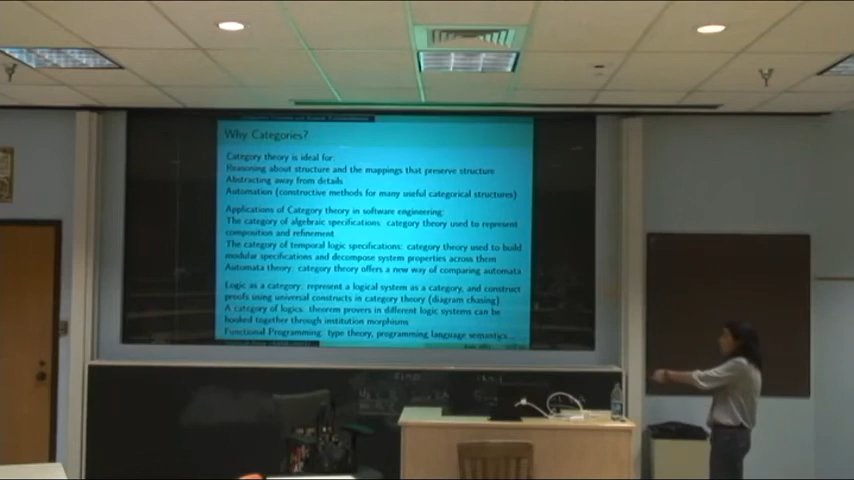 Why Categories?
Category theory is ideal for:
Reasoning about structure and the mappings that preserve structure
Abstracting away from details
Automation (constructive methods for many useful categorical structures)
Applications of Category theory in software engineering:
The category of algebraic specifications: category theory used to represent
composition and refinement
The category of temporal logic specifications: category theory used to build
modular specifications and decompose system properties across them
Automata theory: category theory offers a new way of comparing automata
Logic as a category: represent a logical system as a category, and construct
proofs using universal constructs in category theory (diagram chasing)
A category of logics: theorem provers in different logic systems can be
hooked together through institution morphisms
Functional Programming: type theory, programming language semantics...